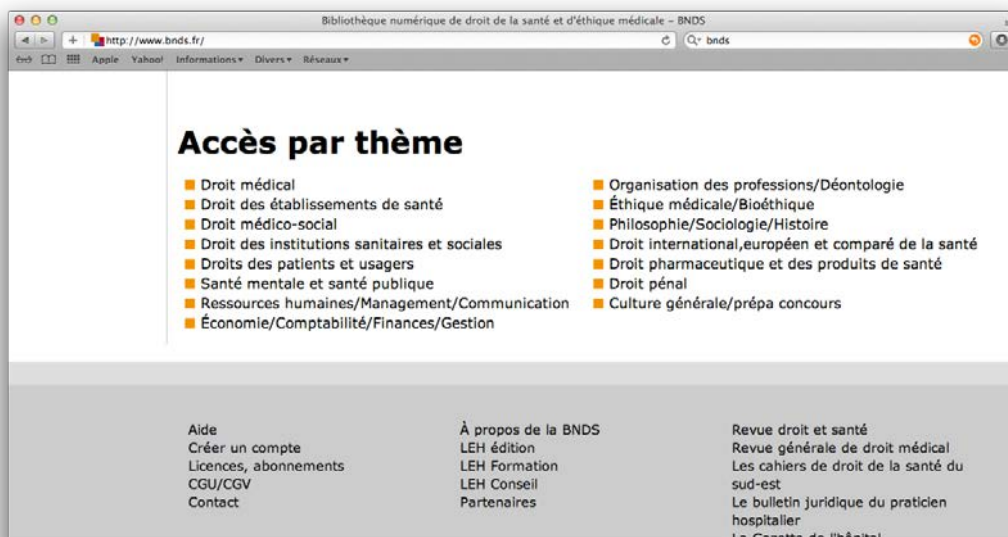 Bibliothèque numérique de droit de la santé et d'éthique médicale – BNDS
http://www.bnds.fr/
bnds
Apple Yahoo! Informations Divers Réseaux
Accès par thème
Droit médical
Droit des établissements de santé
Droit médico-social
Droit des institutions sanitaires et sociales
Droits des patients et usagers
Santé mentale et santé publique
Ressources humaines/Management/Communication
Économie/Comptabilité/Finances/Gestion
Organisation des professions/Déontologie
Éthique médicale/Bioéthique
Philosophie/Sociologie/Histoire
Droit international,européen et comparé de la santé
Droit pharmaceutique et des produits de santé
Droit pénal
Culture générale/prépa concours
Aide
Créer un compte
Licences, abonnements
CGU/CGV
Contact
À propos de la BNDS
LEH édition
LEH Formation
LEH Conseil
Partenaires
Revue droit et santé
Revue générale de droit médical
Les cahiers de droit de la santé du
sud-est
Le bulletin juridique du praticien
hospitalier
La Gazette de l'hôpital